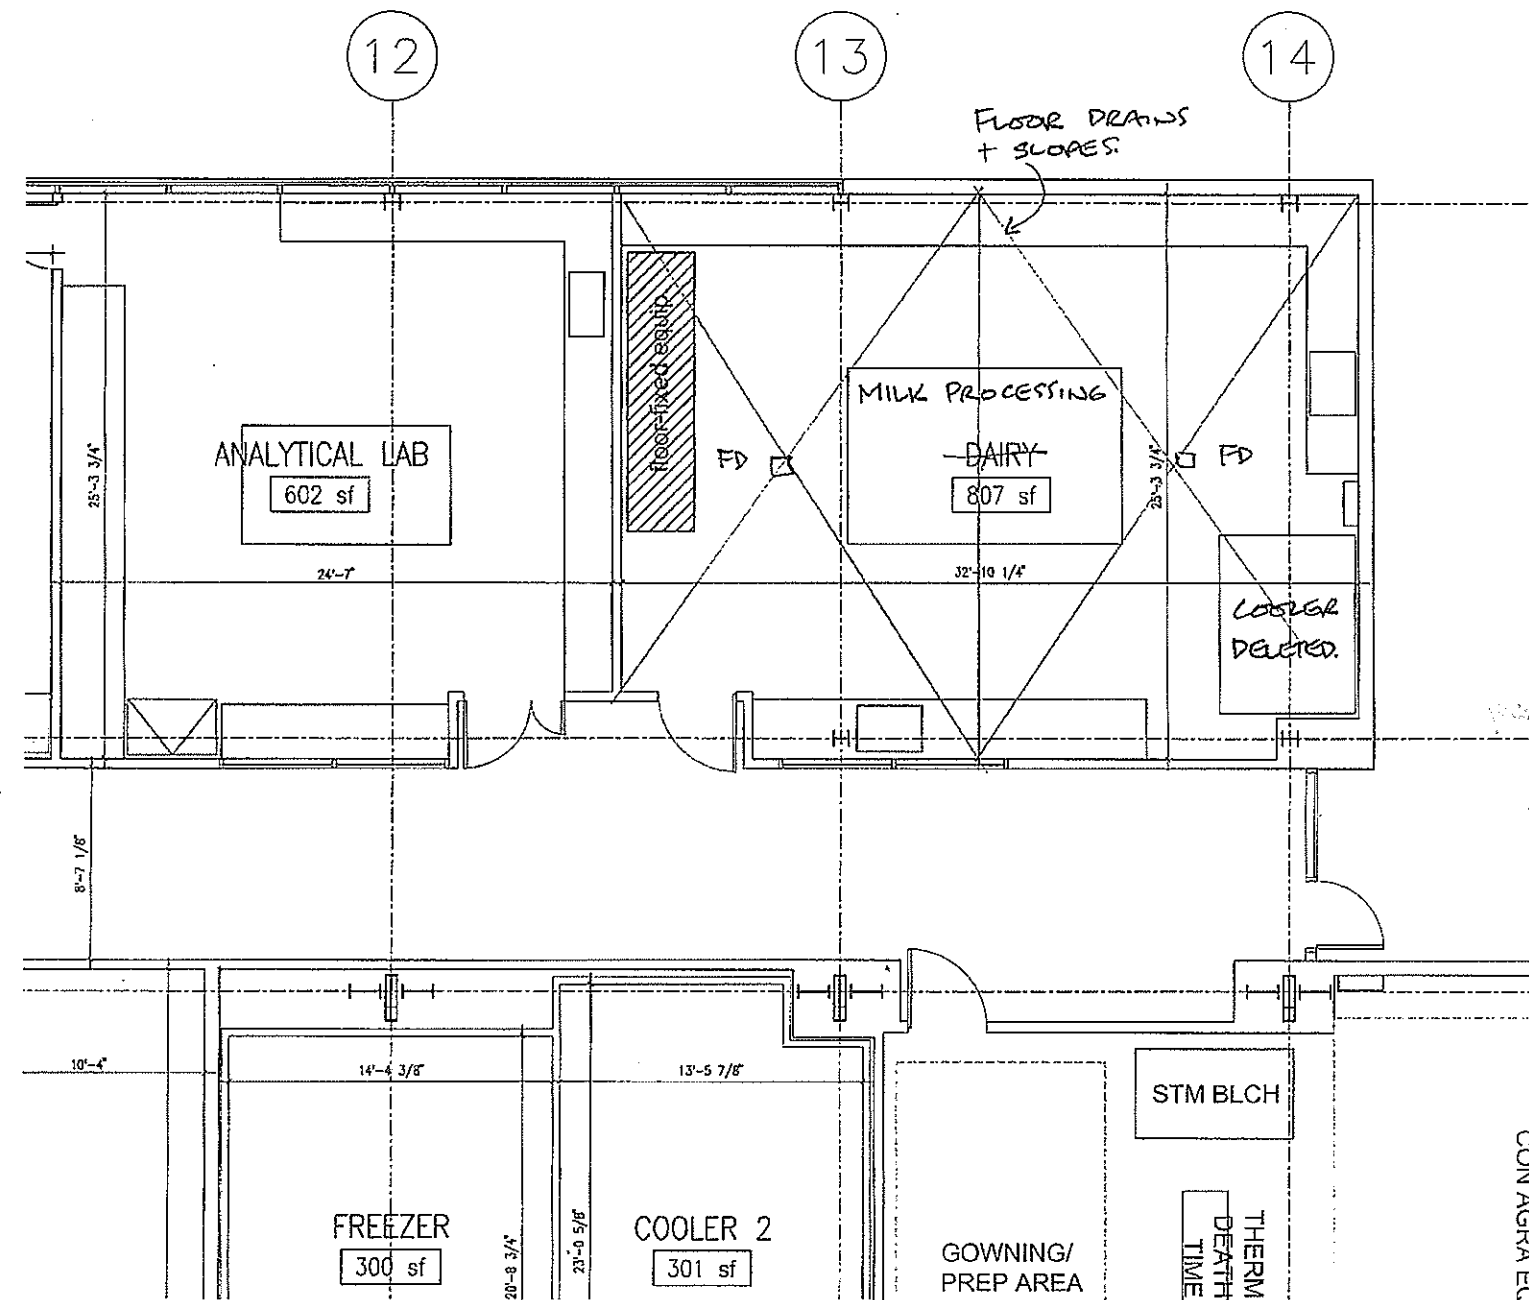 12
13
14
FLOOR DRAINS
+ SLOPES.
floor-fixed equip
MILK PROCESSING
ANALYTICAL LAB
602 sf
25'-3 3/4"
FD
DAIRY
807 sf
25'-3 3/4"
FD
24'-7"
32'-10 1/4"
COOLER
DELETED.
8'-7 1/8"
10'-4"
14'-4 3/8"
13'-5 7/8"
STM BLCH
FREEZER
300 sf
20'-8 3/4"
23'-0 5/8"
COOLER 2
301 sf
GOWNING/
PREP AREA
THERM
DEATH
TIME
CON AGRA